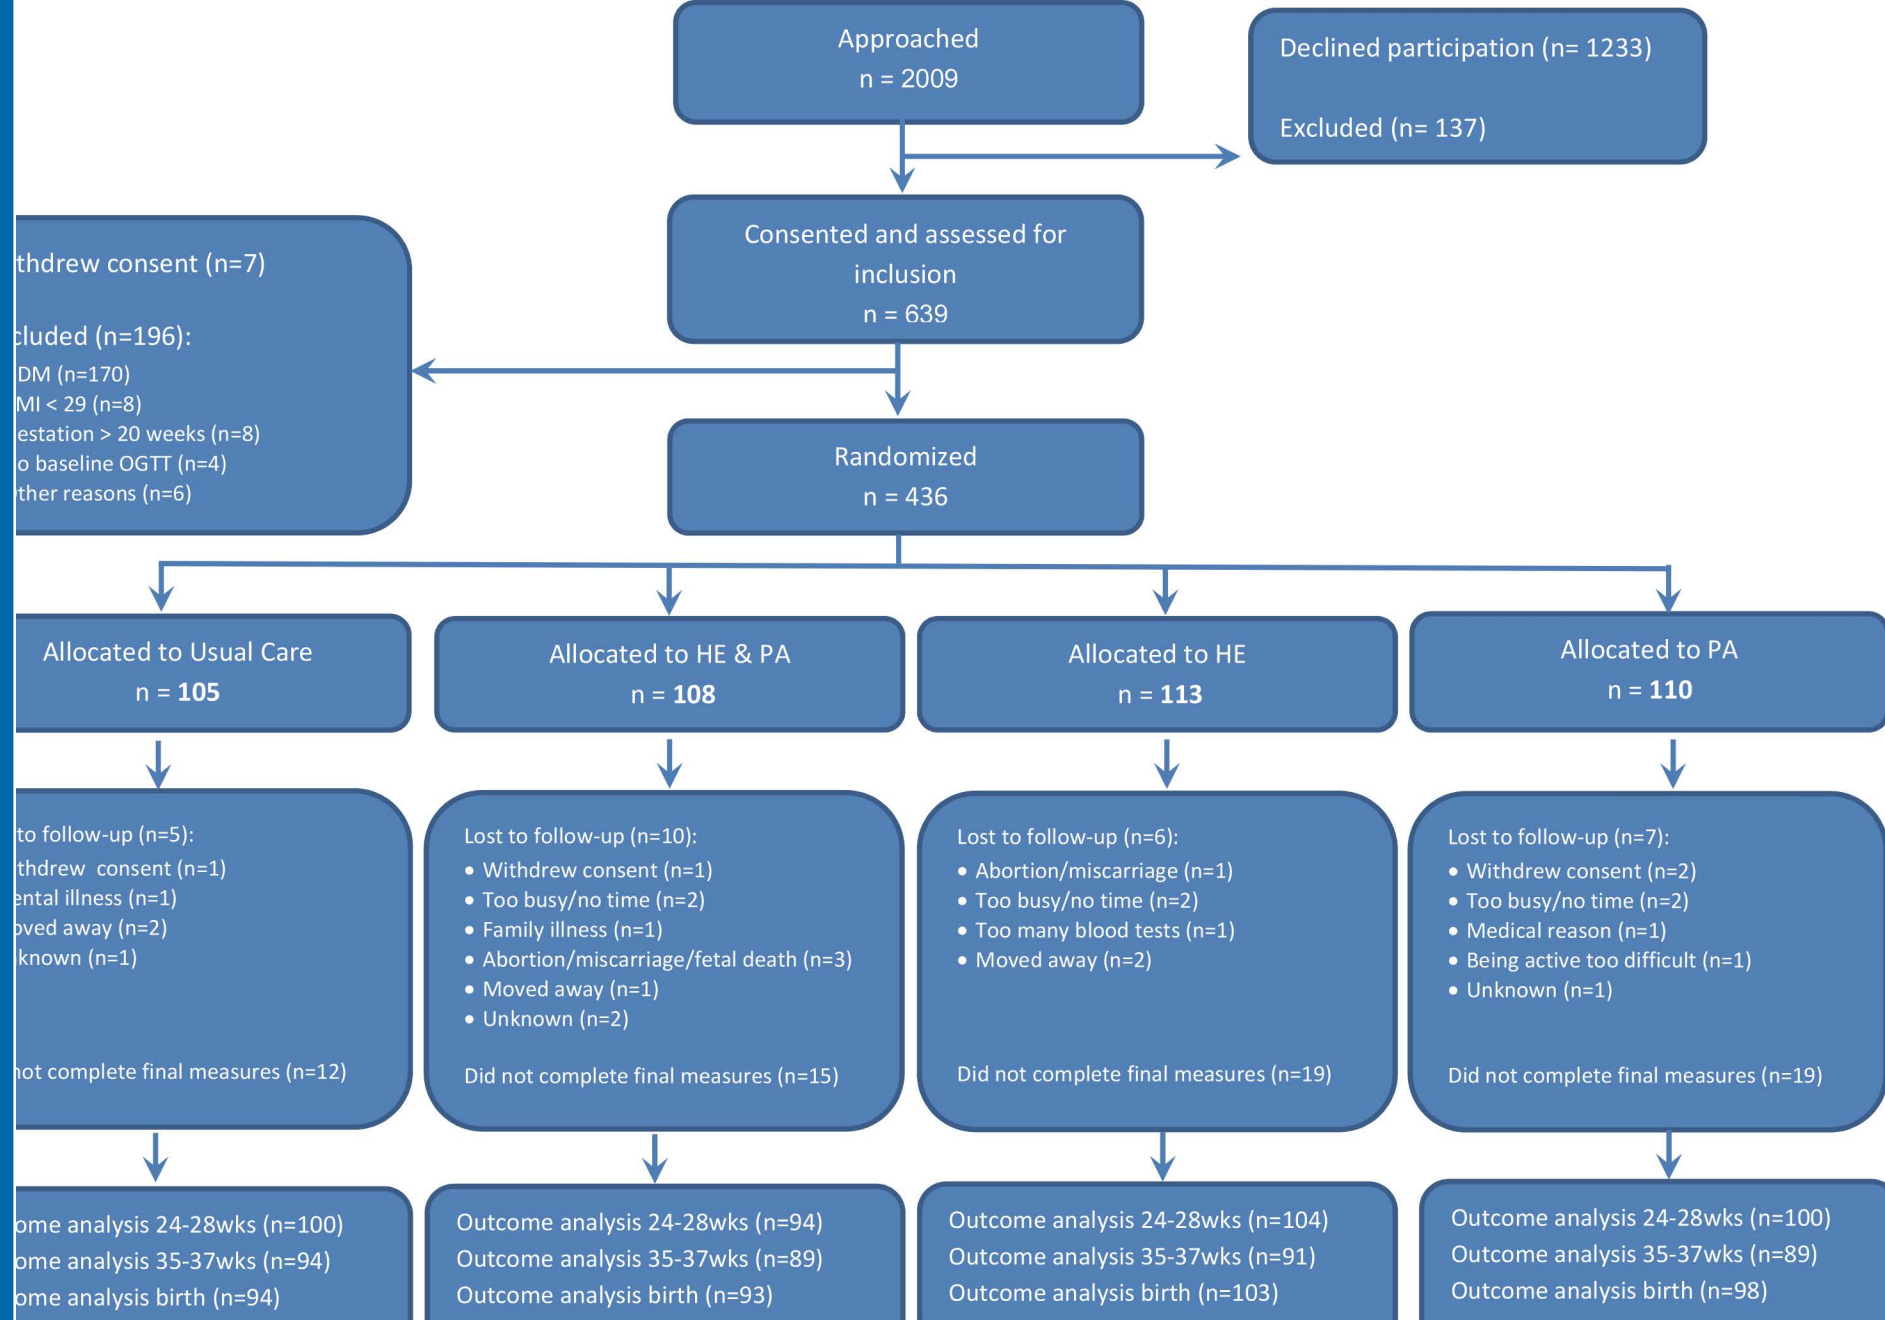 Approached
n = 2009
Declined participation (n= 1233)
Excluded (n= 137)
Consented and assessed for
inclusion
n = 639
thdrew consent (n=7)
cluded (n=196):
DM (n=170)
MI < 29 (n=8)
estation > 20 weeks (n=8)
o baseline OGTT (n=4)
ther reasons (n=6)
Randomized
n = 436
Allocated to Usual Care
n = 105
Allocated to HE & PA
n = 108
Allocated to HE
n = 113
Allocated to PA
n = 110
to follow-up (n=5):
thdrew  consent (n=1)
ental illness (n=1)
oved away (n=2)
known (n=1)
not complete final measures (n=12)
Lost to follow-up (n=10):
• Withdrew consent (n=1)
• Too busy/no time (n=2)
• Family illness (n=1)
• Abortion/miscarriage/fetal death (n=3)
• Moved away (n=1)
• Unknown (n=2)
Did not complete final measures (n=15)
Lost to follow-up (n=6):
• Abortion/miscarriage (n=1)
• Too busy/no time (n=2)
• Too many blood tests (n=1)
• Moved away (n=2)
Did not complete final measures (n=19)
Lost to follow-up (n=7):
• Withdrew consent (n=2)
• Too busy/no time (n=2)
• Medical reason (n=1)
• Being active too difficult (n=1)
• Unknown (n=1)
Did not complete final measures (n=19)
ome analysis 24-28wks (n=100)
ome analysis 35-37wks (n=94)
ome analysis birth (n=94)
Outcome analysis 24-28wks (n=94)
Outcome analysis 35-37wks (n=89)
Outcome analysis birth (n=93)
Outcome analysis 24-28wks (n=104)
Outcome analysis 35-37wks (n=91)
Outcome analysis birth (n=103)
Outcome analysis 24-28wks (n=100)
Outcome analysis 35-37wks (n=89)
Outcome analysis birth (n=98)